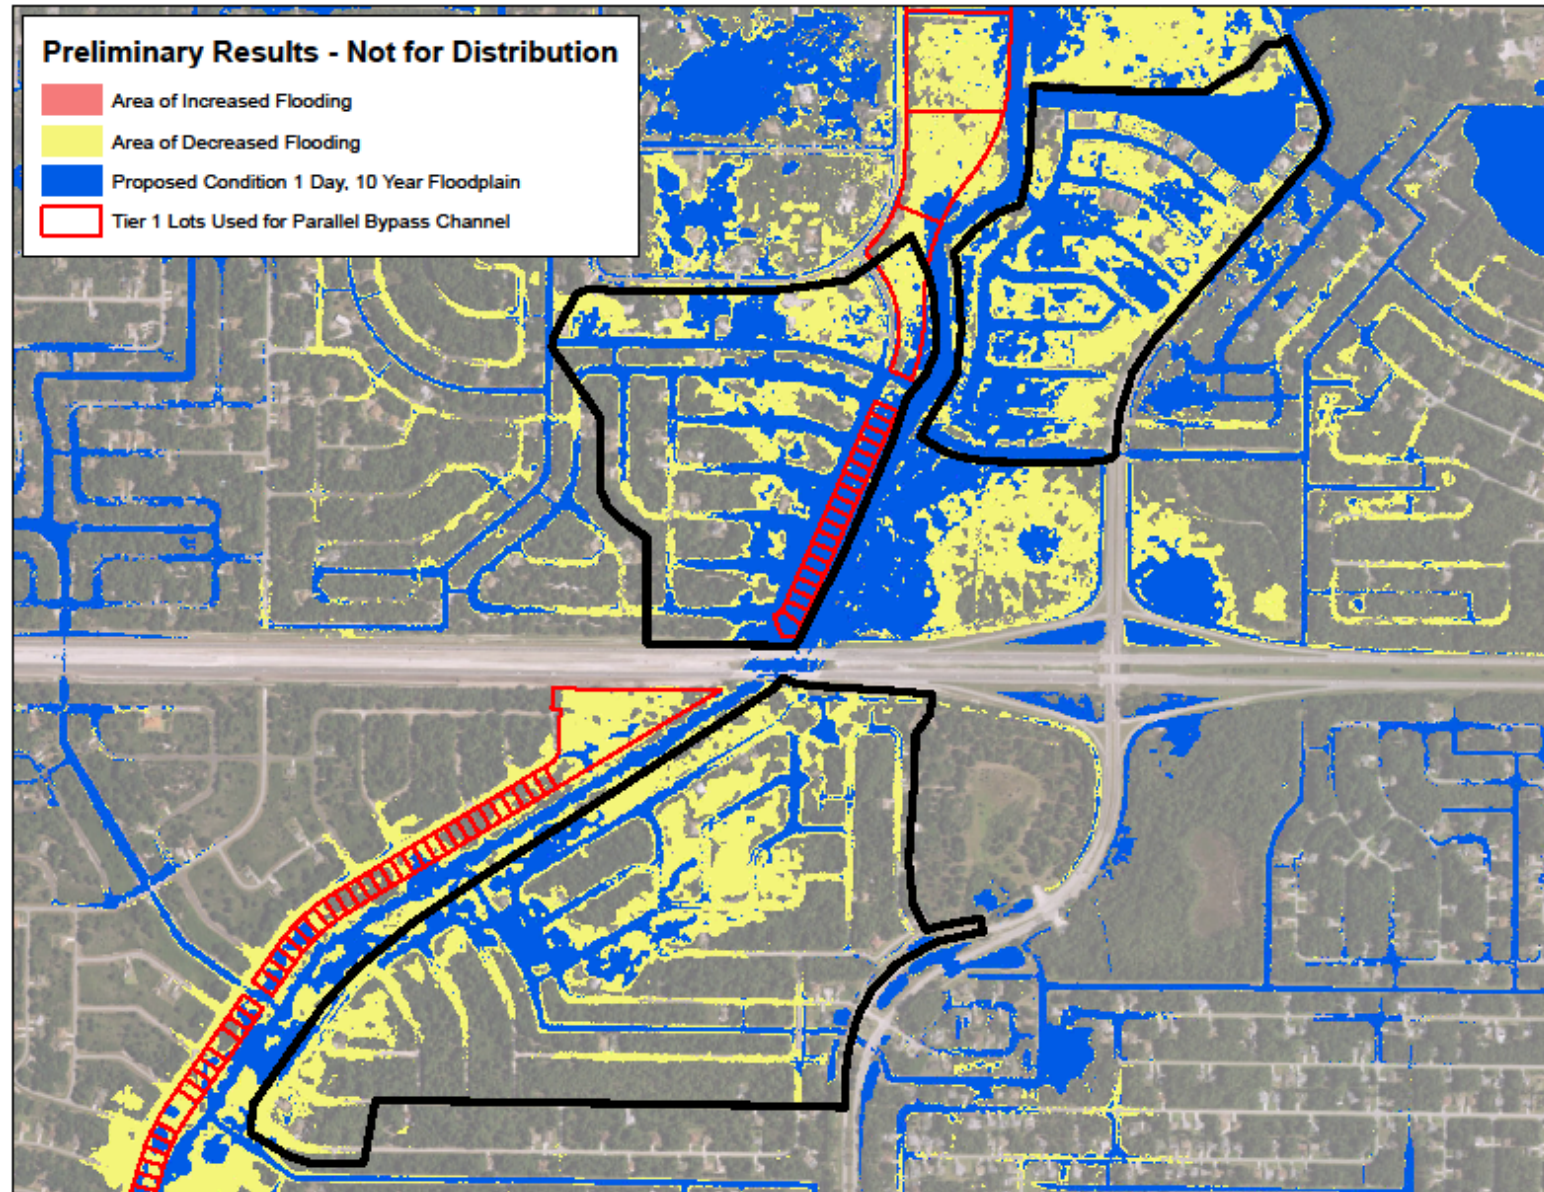 Preliminary Results - Not for Distribution
Area of Increased Flooding
Area of Decreased Flooding
Proposed Condition 1 Day, 10 Year Floodplain
Tier 1 Lots Used for Parallel Bypass Channel